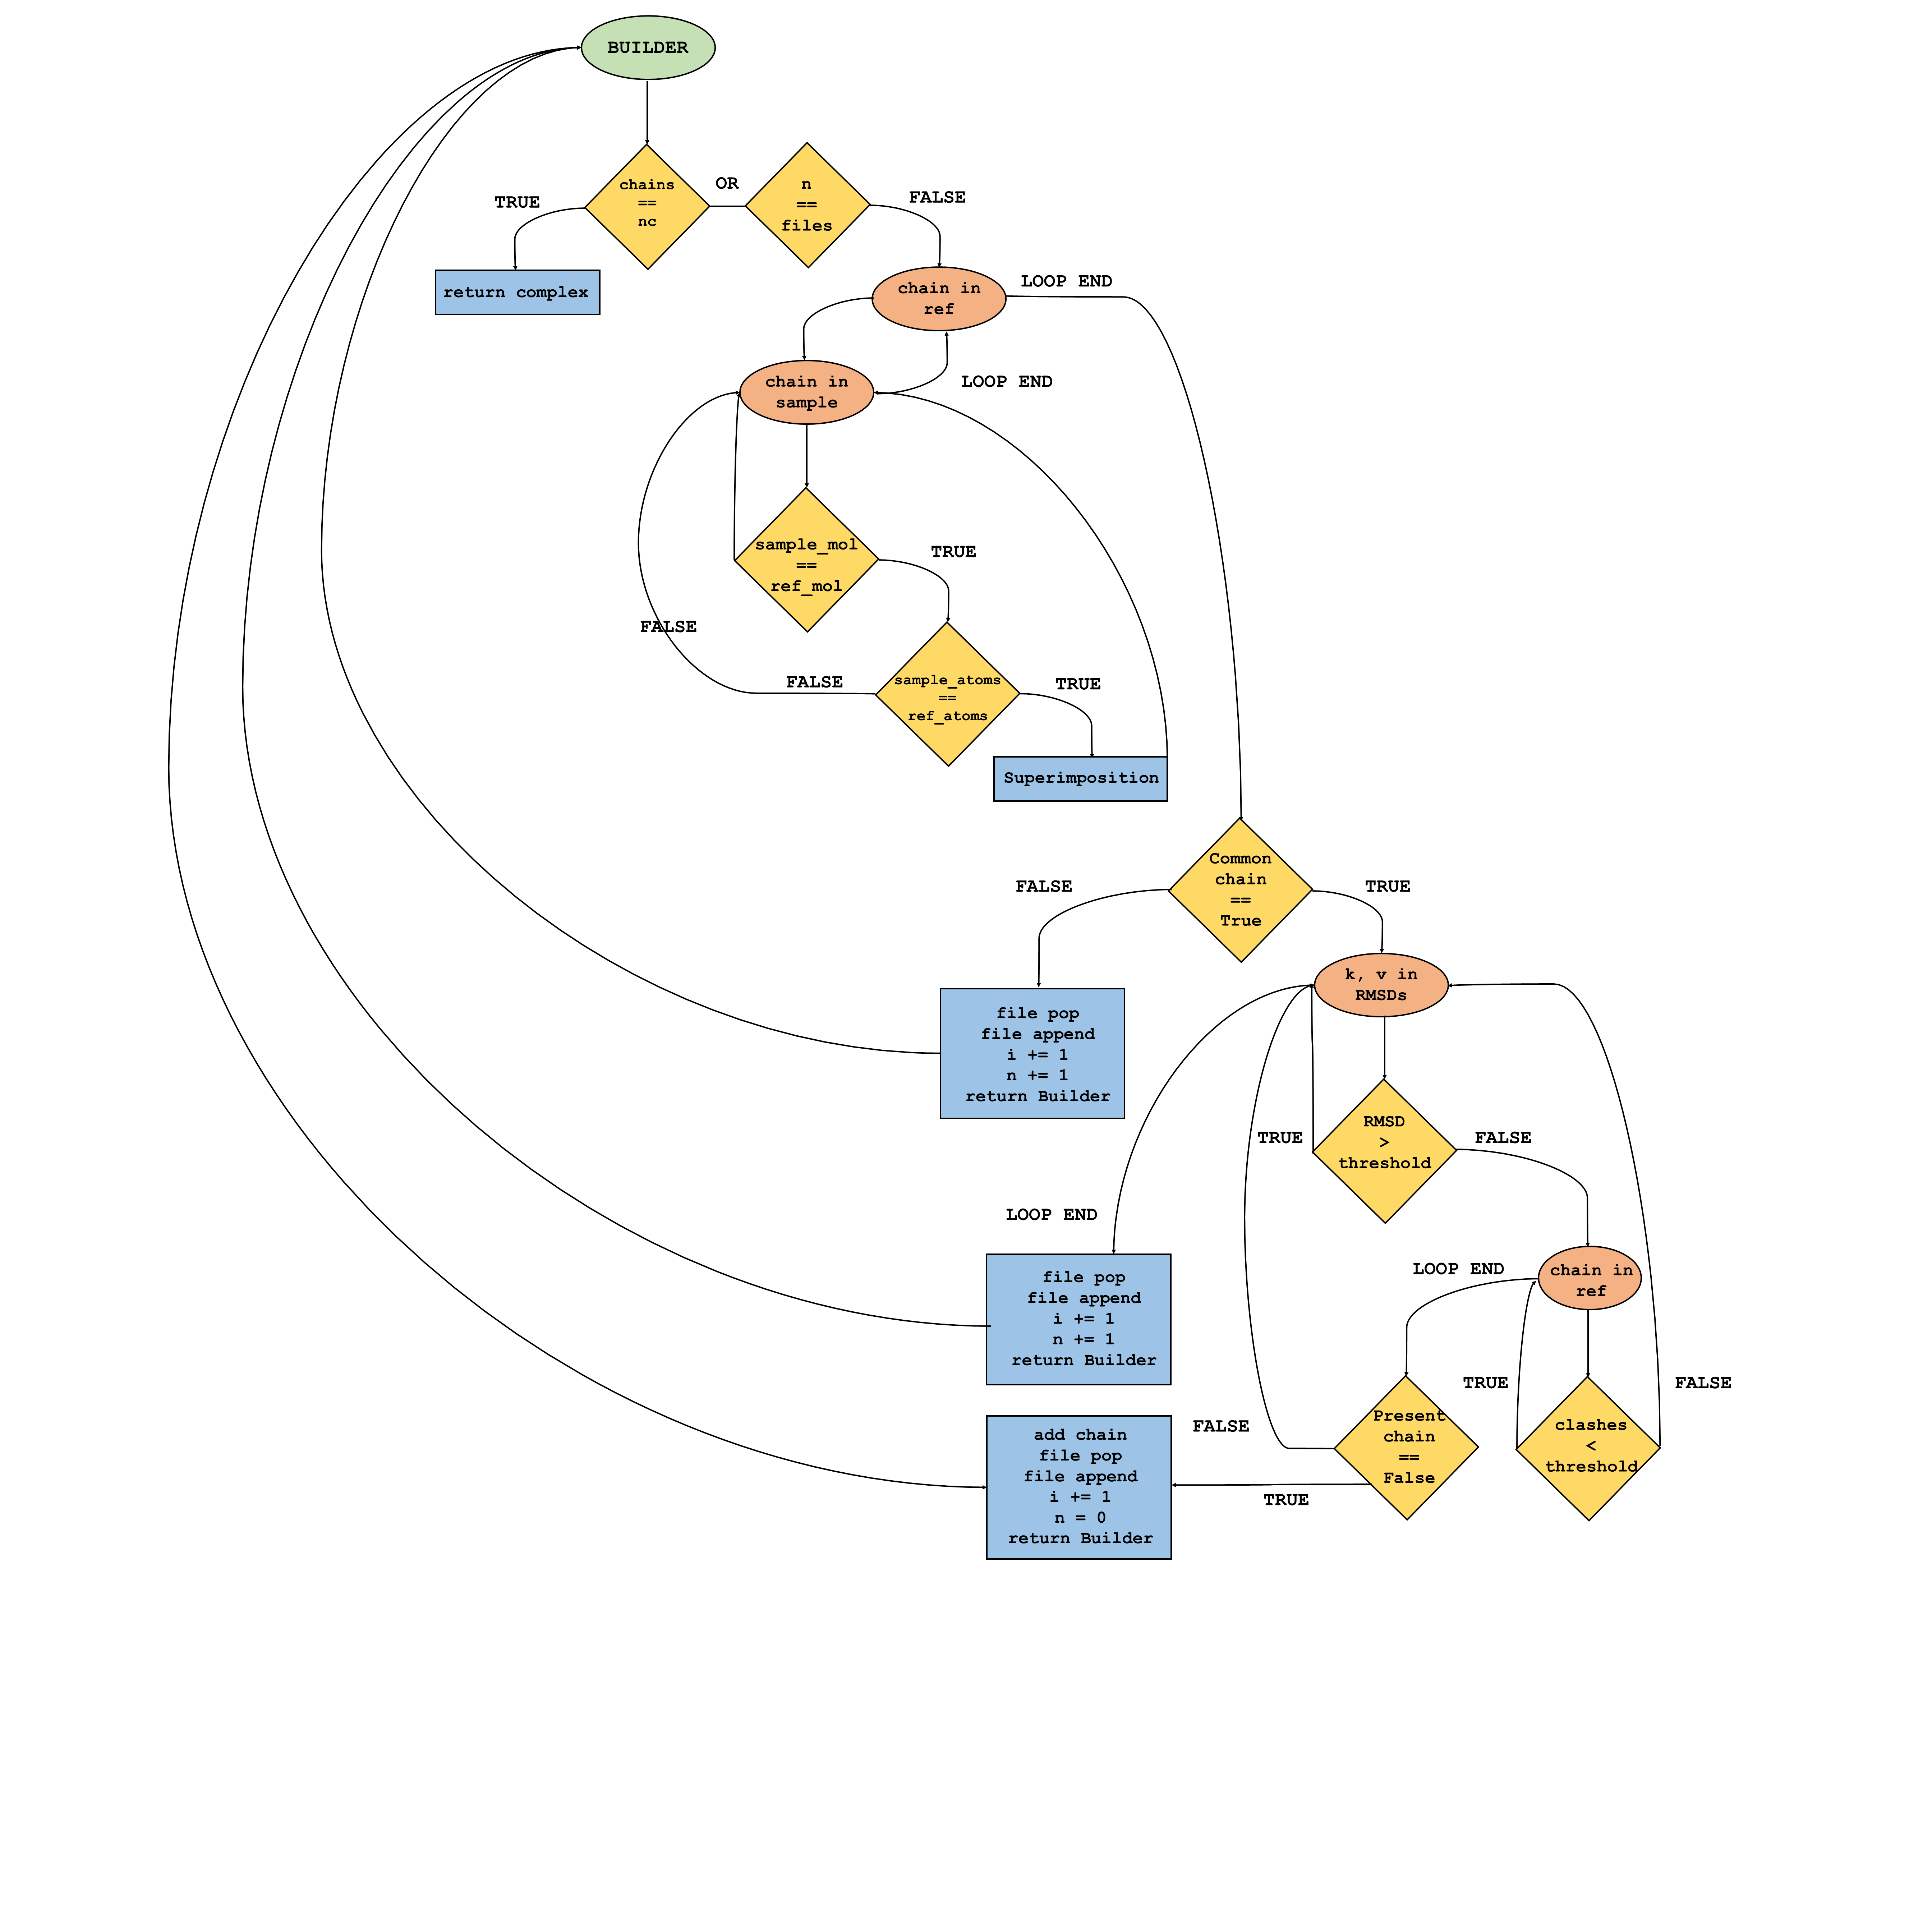 BUILDER
chains
==
nc
OR
n
==
files
TRUE
FALSE
return complex
chain in
ref
LOOP END
chain in
sample
LOOP END
sample_mol
==
ref_mol
TRUE
FALSE
sample_atoms
==
ref_atoms
FALSE
TRUE
Superimposition
Common
chain
==
True
FALSE
TRUE
file pop
file append
i += 1
n += 1
return Builder
k, v in
RMSDs
RMSD
>
threshold
TRUE
FALSE
LOOP END
file pop
file append
i += 1
n += 1
return Builder
chain in
ref
LOOP END
clashes
<
threshold
TRUE
FALSE
Present
chain
==
False
FALSE
TRUE
add chain
file pop
file append
i += 1
n = 0
return Builder